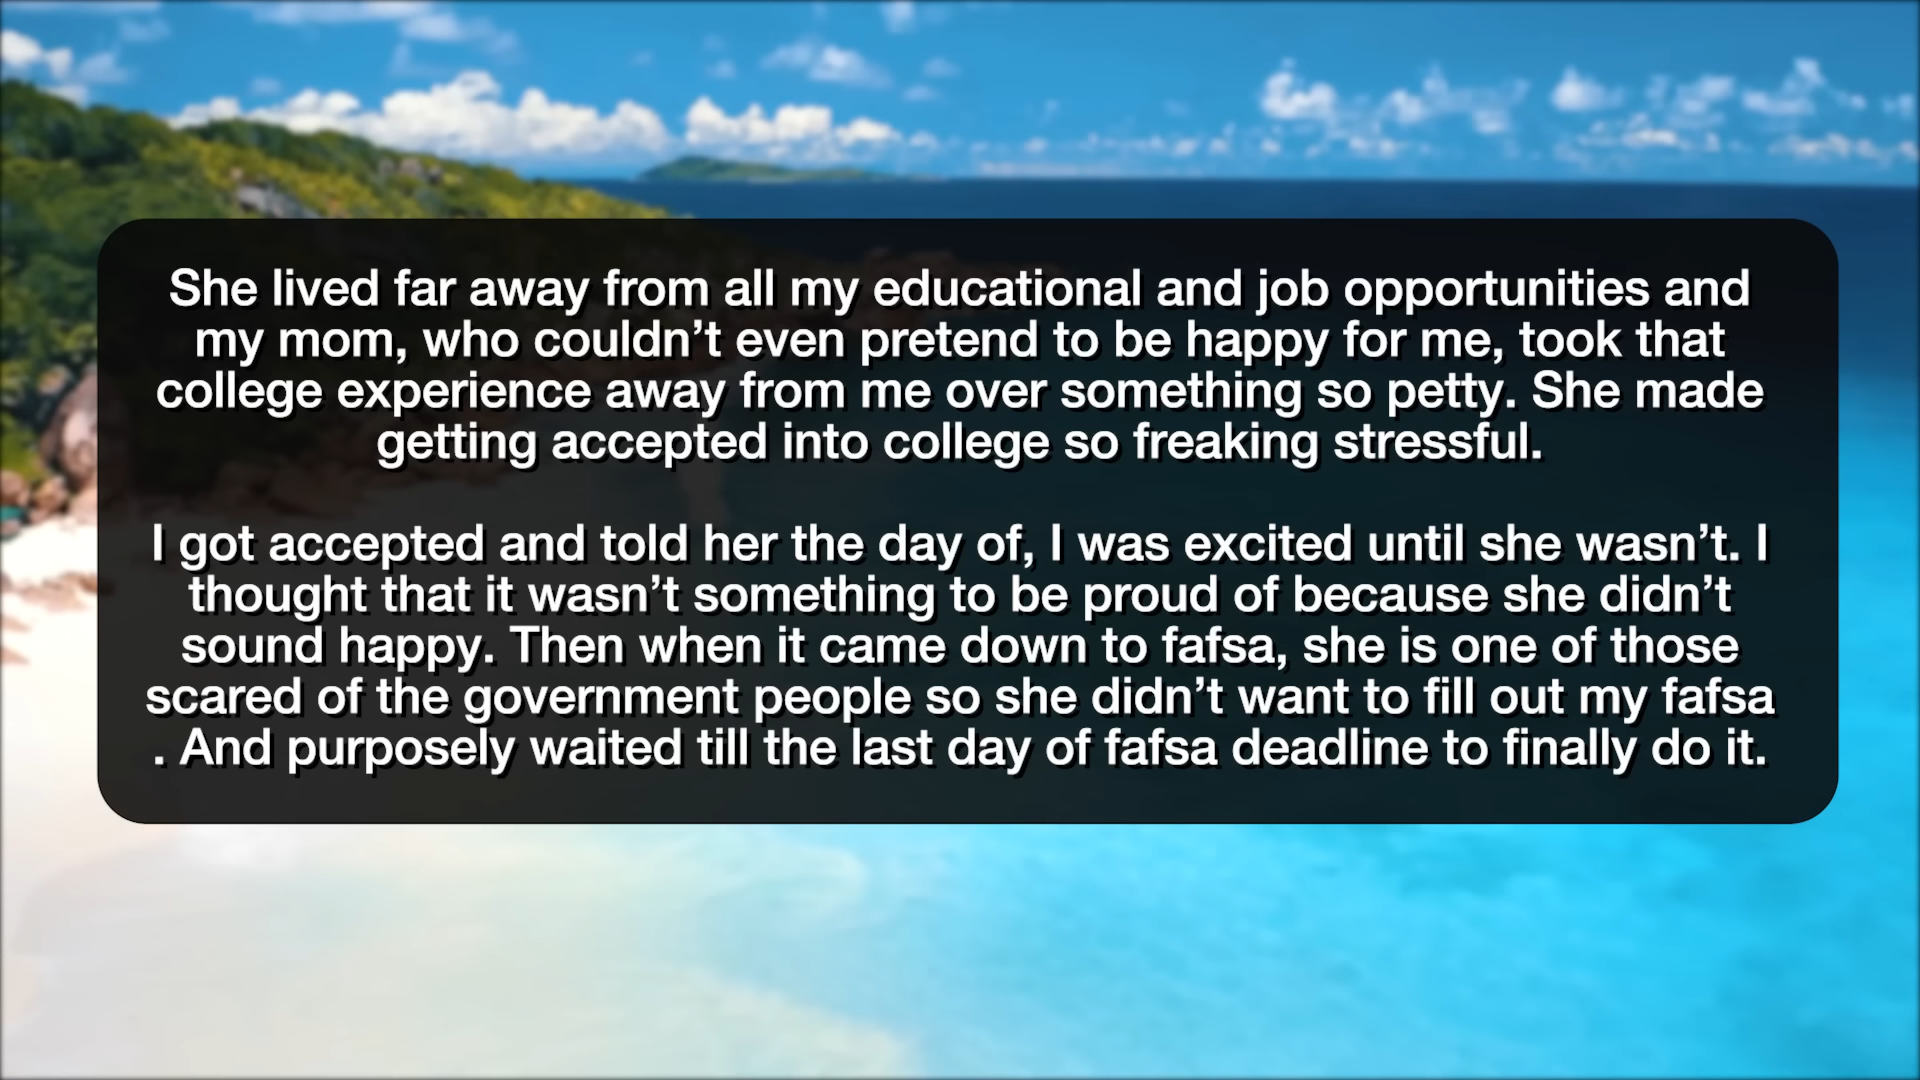 She lived far away from all my educational and job opportunities and
my mom, who couldn’t even pretend to be happy for me, took that
college experience away from me over something so petty. She made
getting accepted into college so freaking stressful.
I got accepted and told her the day of, I was excited until she wasn’t. I
thought that it wasn’t something to be proud of because she didn’t
sound happy. Then when it came down to fafsa, she is one of those
scared of the government people so she didn’t want to fill out my fafsa
. And purposely waited till the last day of fafsa deadline to finally do it.